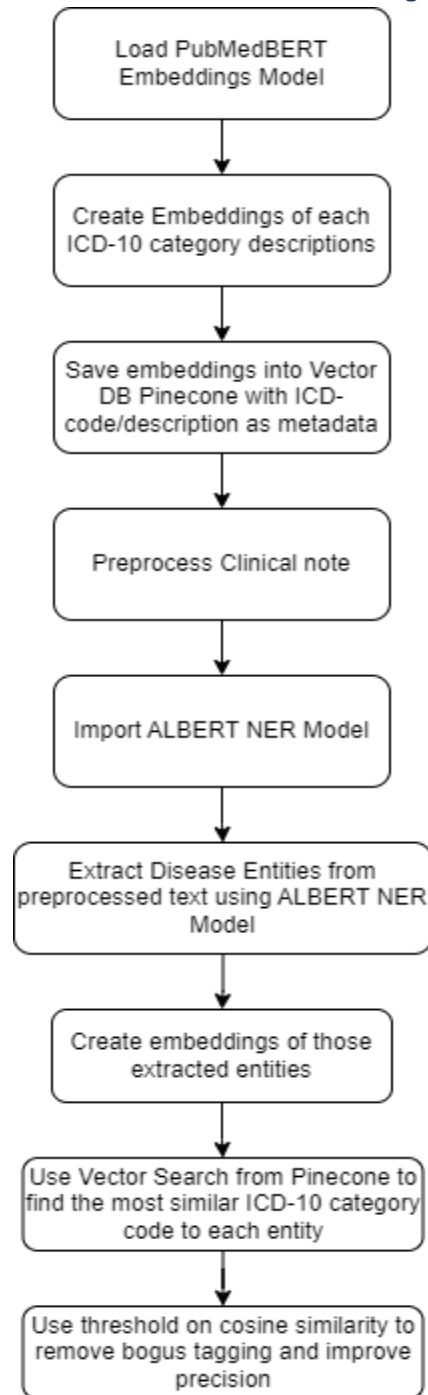 Load PubMedBERT
Embeddings Model
Create Embeddings of each
ICD-10 category descriptions
Save embeddings into Vector
DB Pinecone with ICD-
code/description as metadata
Preprocess Clinical note
Import ALBERT NER Model
Extract Disease Entities from
preprocessed text using ALBERT NER
Model
Create embeddings of those
extracted entities
Use Vector Search from Pinecone to
find the most similar ICD-10 category
code to each entity
Use threshold on cosine similarity to
remove bogus tagging and improve
precision